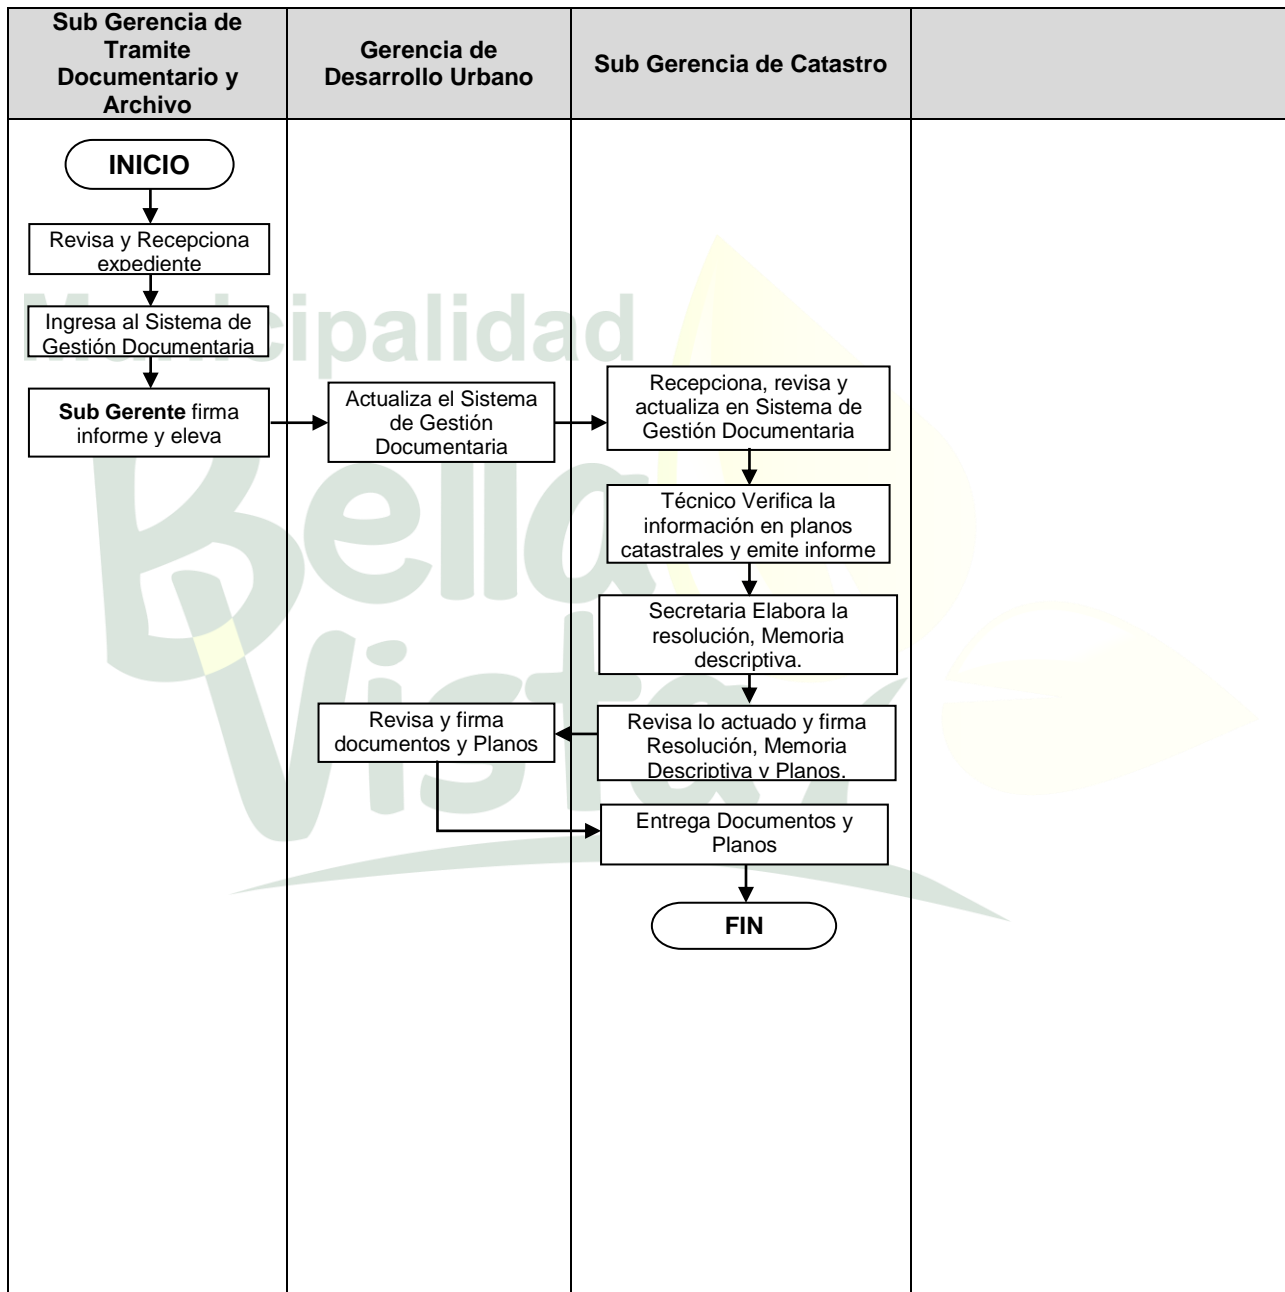 Sub Gerencia de
Tramite
Documentario y
Archivo
Gerencia de
Desarrollo Urbano
Sub Gerencia de Catastro
INICIO
Revisa y Recepciona
expediente
Ingresa al Sistema de
Gestión Documentaria
Sub Gerente firma
informe y eleva
Actualiza el Sistema
de Gestión
Documentaria
Recepciona, revisa y
actualiza en Sistema de
Gestión Documentaria
Técnico Verifica la
información en planos
catastrales y emite informe
Secretaria Elabora la
resolución, Memoria
descriptiva.
Revisa lo actuado y firma
Resolución, Memoria
Descriptiva y Planos.
Revisa y firma
documentos y Planos
Entrega Documentos y
Planos
FIN
Municipalidad
Bella
Vista